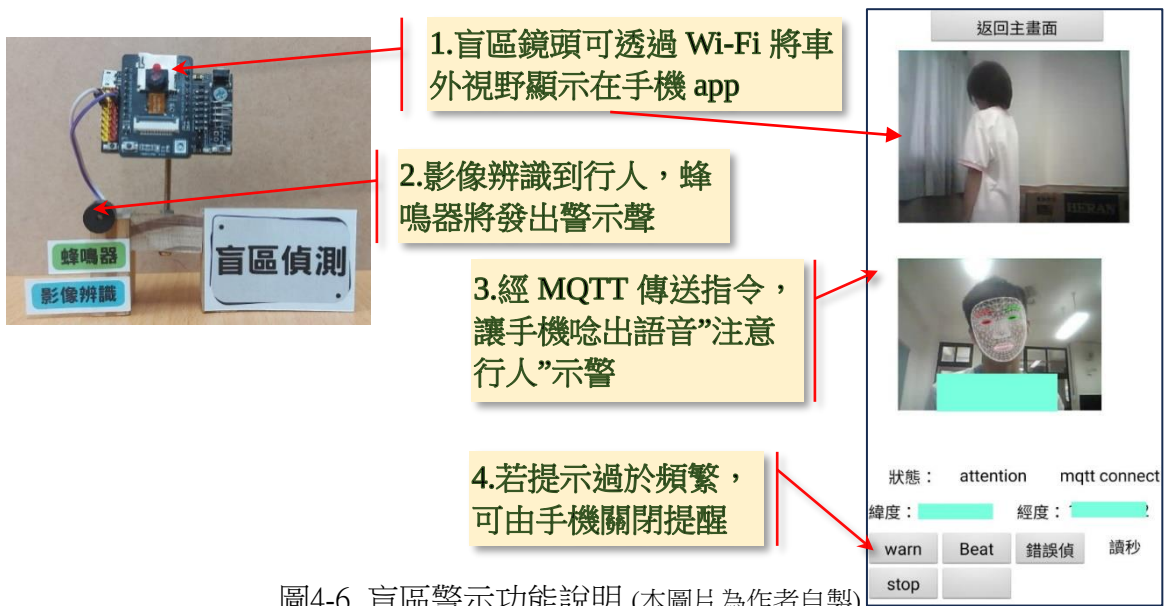 1.盲區鏡頭可透過 Wi-Fi 將車
外視野顯示在手機 app
2.影像辨識到行人，蜂
鳴器將發出警示聲
蜂鳴器
影像辨識
盲區偵測
3.經 MQTT 傳送指令，
讓手機唸出語音”注意
行人”示警
4.若提示過於頻繁，
可由手機關閉提醒
返回主畫面
HERAN
狀態： attention mqtt connect
緯度： 經度：
warn Beat 錯誤偵 讀秒
stop
圖4-6 盲區警示功能說明 (本圖片為作者自製)